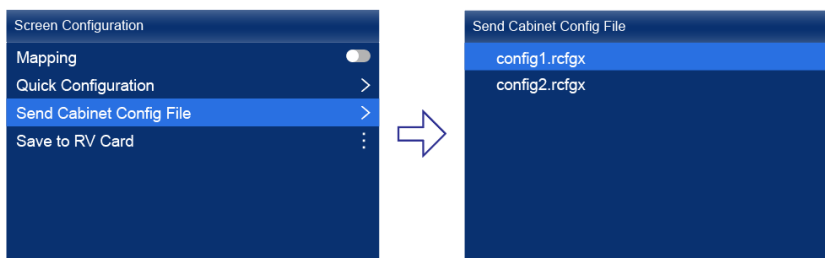 Screen Configuration
Mapping
Quick Configuration
Send Cabinet Config File
Save to RV Card
Send Cabinet Config File
config1.rcfgx
config2.rcfgx